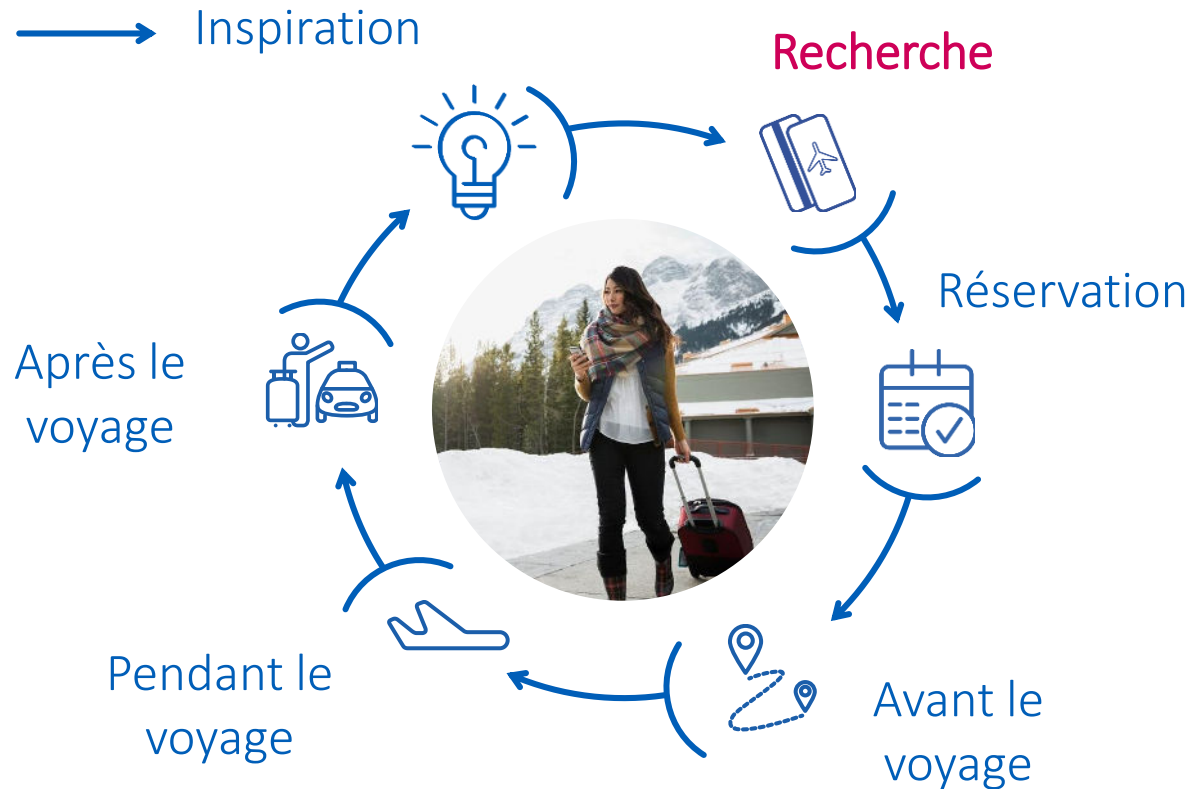 Inspiration
Recherche
Réservation
Avant le
voyage
Pendant le
voyage
Après le
voyage